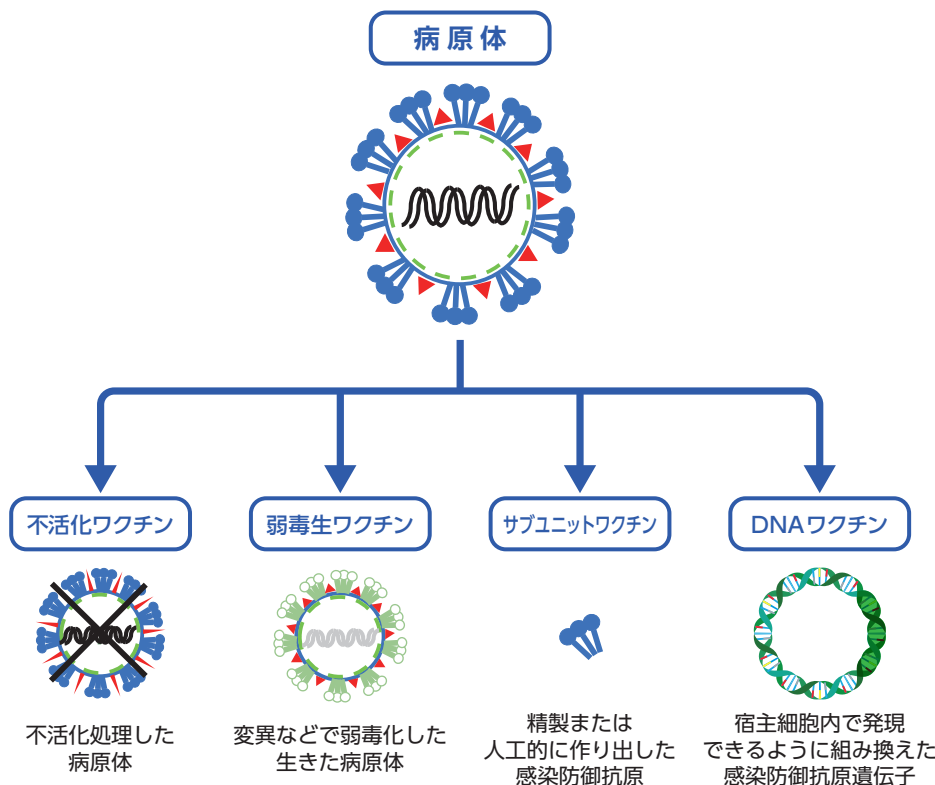 病原体
不活化ワクチン
弱毒生ワクチン
サブユニットワクチン
DNAワクチン
不活化処理した
病原体
変異などで弱毒化した
生きた病原体
精製または
人工的に作り出した
感染防御抗原
宿主細胞内で発現
できるように組み換えた
感染防御抗原遺伝子